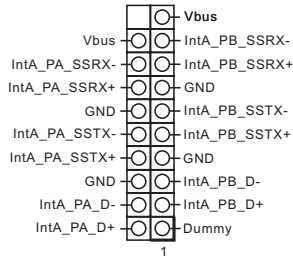 Vbus
Vbus IntA_PB_SSRX-
IntA_PA_SSRX- IntA_PB_SSRX+
IntA_PA_SSRX+ GND
GND IntA_PB_SSTX-
IntA_PA_SSTX- IntA_PB_SSTX+
IntA_PA_SSTX+ GND
GND IntA_PB_D-
IntA_PA_D- IntA_PB_D+
IntA_PA_D+ Dummy
1